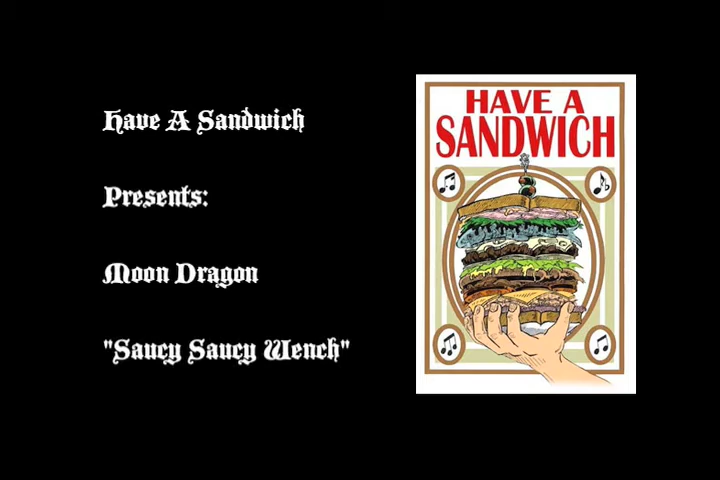 Have A Sandwich
Presents:
Moon Dragon
"Saucy Saucy Wench"
HAVE A
SANDWICH